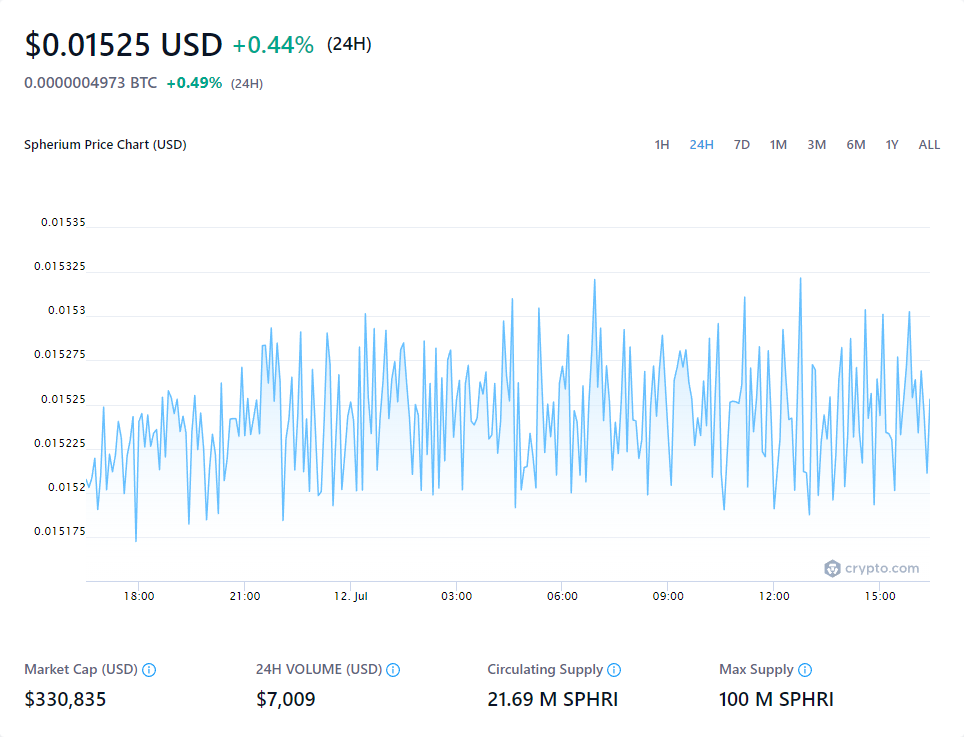 $0.01525 USD +0.44% (24H)
0.0000004973 BTC +0.49% (24H)
Spherium Price Chart (USD) 1H 24H 7D 1M 3M 6M 1Y ALL
0.01535
0.015325
0.0153
0.015275
0.01525
0.015225
0.0152
0.015175
crypto.com
18:00 21:00 12. Jul 03:00 06:00 09:00 12:00 15:00
Market Cap (USD) 24H VOLUME (USD) Circulating Supply Max Supply
$330,835 $7,009 21.69 M SPHRI 100 M SPHRI